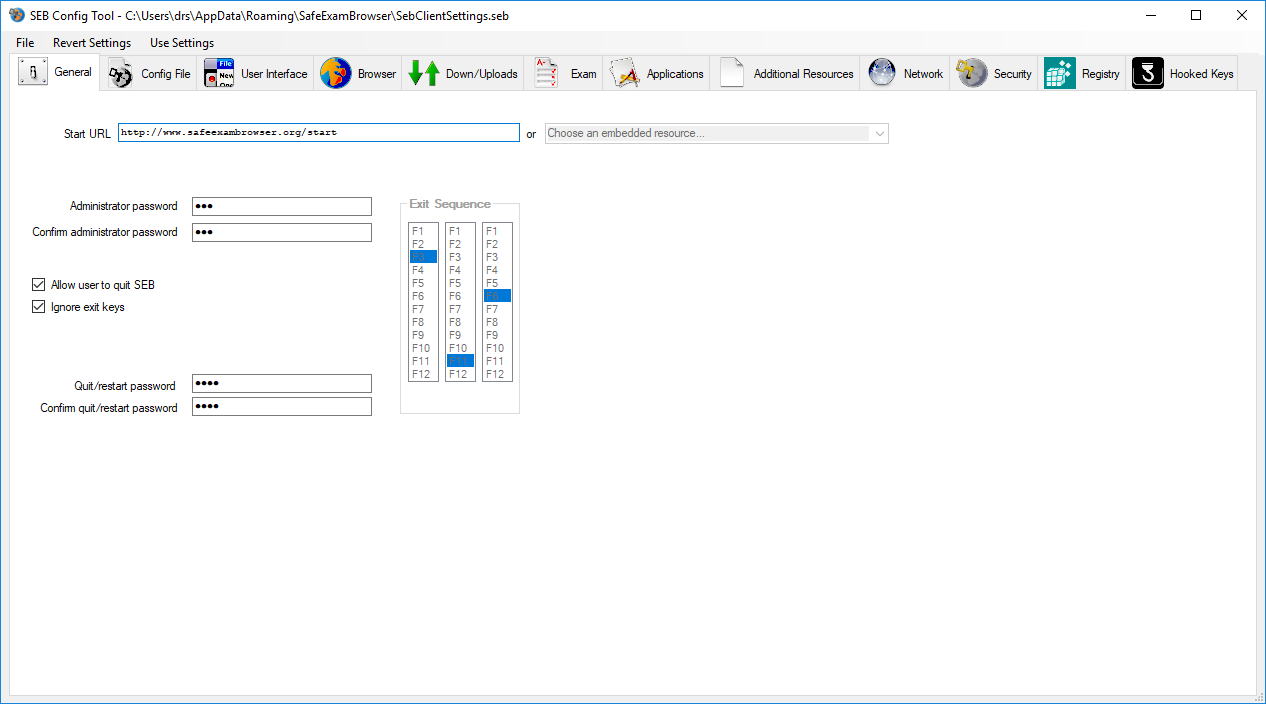 SEB Config Tool - C:\Users\drs\AppData\Roaming\SafeExamBrowser\SebClientSettings.seb
File Revert Settings Use Settings
General Config File User Interface Browser Down/Uploads Exam Applications Additional Resources Network Security Registry Hooked Keys
Start URL http://www.safeexambrowser.org/start or Choose an embedded resource...
Administrator password ●●●
Confirm administrator password ●●●
Allow user to quit SEB
Ignore exit keys
Quit/restart password ●●●●
Confirm quit/restart password ●●●●
Exit Sequence
F1 F1 F1
F2 F2 F2
F3 F3 F3
F4 F4 F4
F5 F5 F5
F6 F6 F6
F7 F7 F7
F8 F8 F8
F9 F9 F9
F10 F10 F10
F11 F11 F11
F12 F12 F12